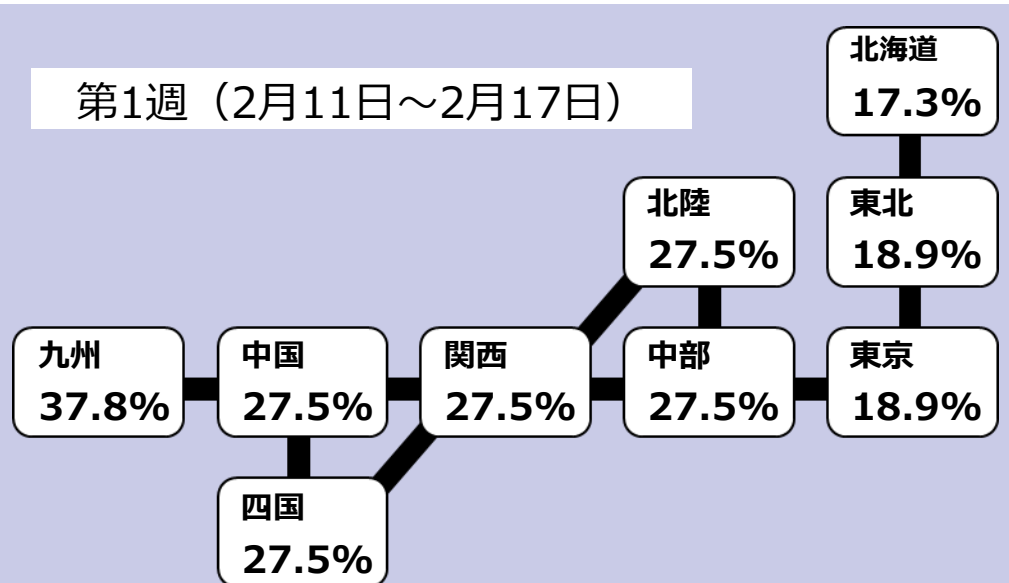 第1週（2月11日～2月17日）
北海道
17.3%
北陸
27.5%
東北
18.9%
九州
37.8%
中国
27.5%
関西
27.5%
中部
27.5%
東京
18.9%
四国
27.5%